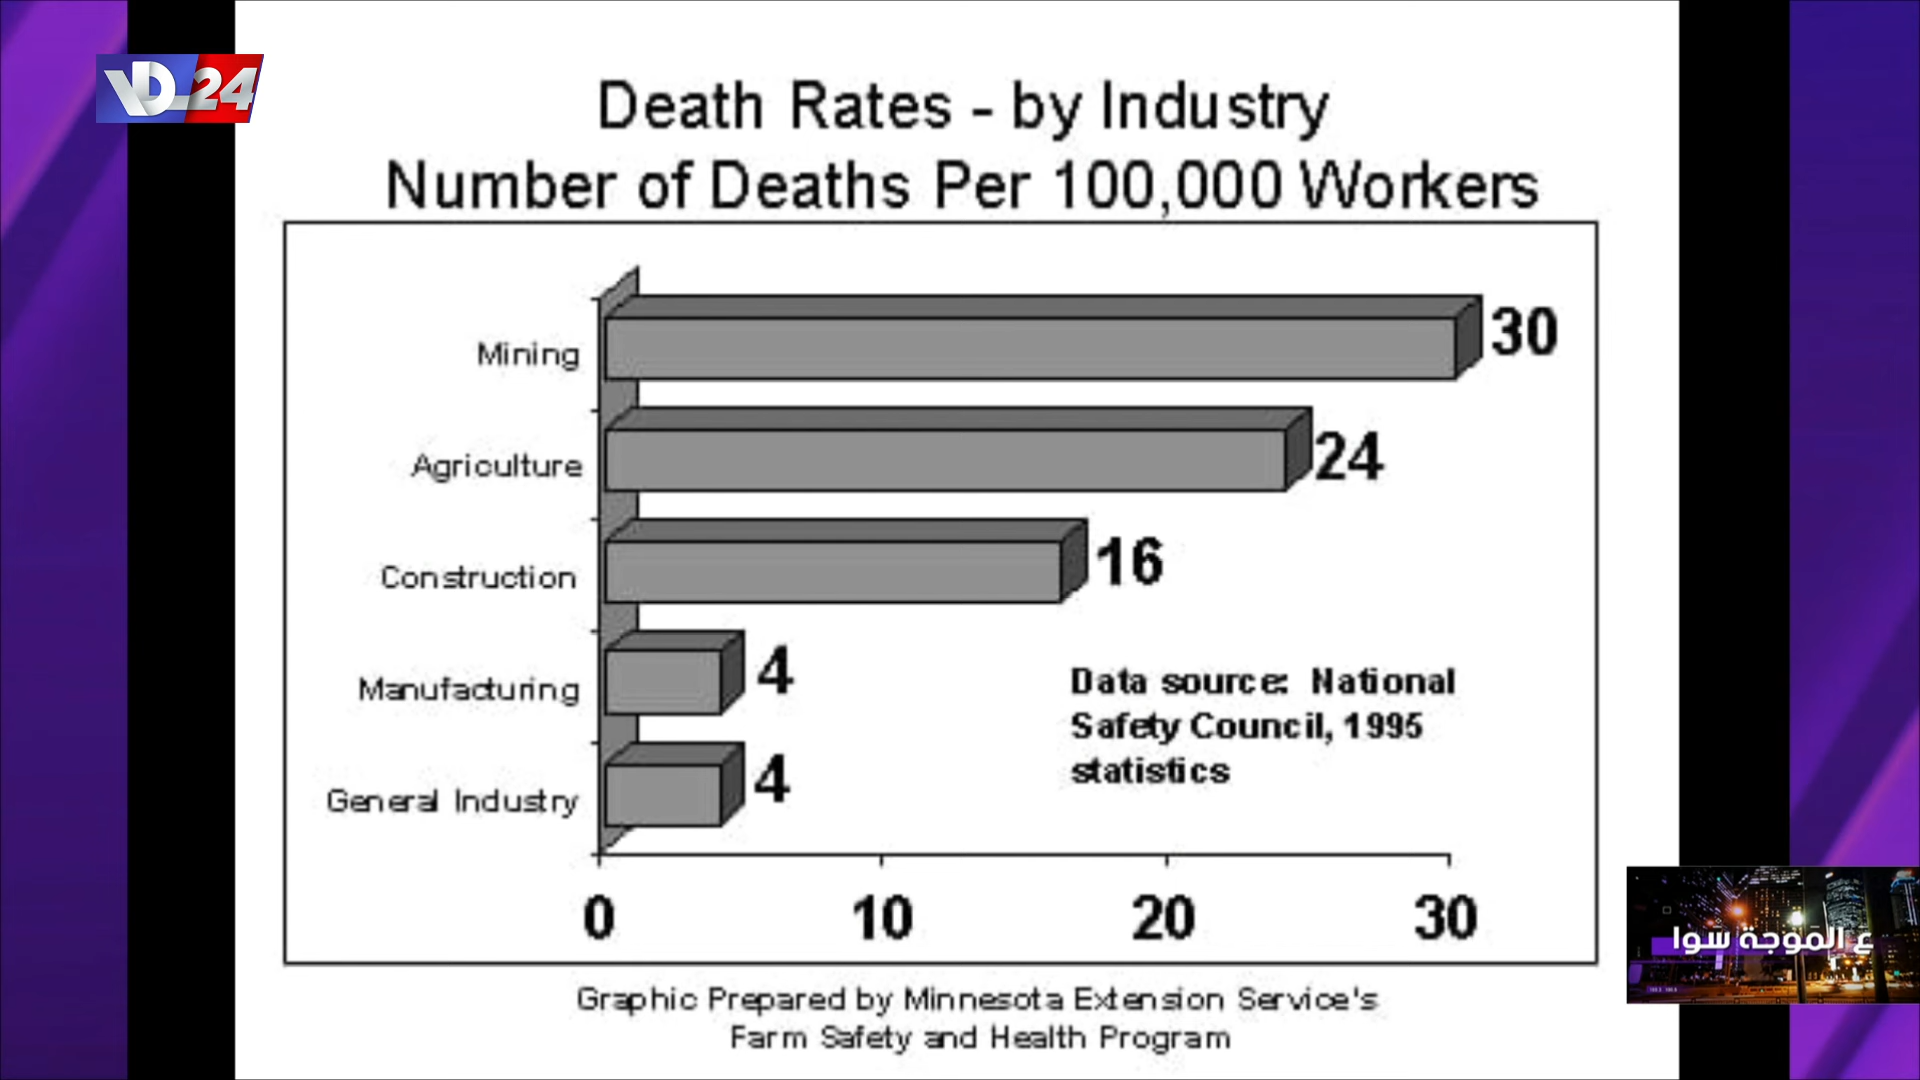 VD_24
Death Rates - by Industry
Number of Deaths Per 100,000 Workers
Mining
30
Agriculture
24
Construction
16
Manufacturing
4
General Industry
4
Data source: National
Safety Council, 1995
statistics
0 10 20 30
ع الموجة سوا
Graphic Prepared by Minnesota Extension Service's
Farm Safety and Health Program